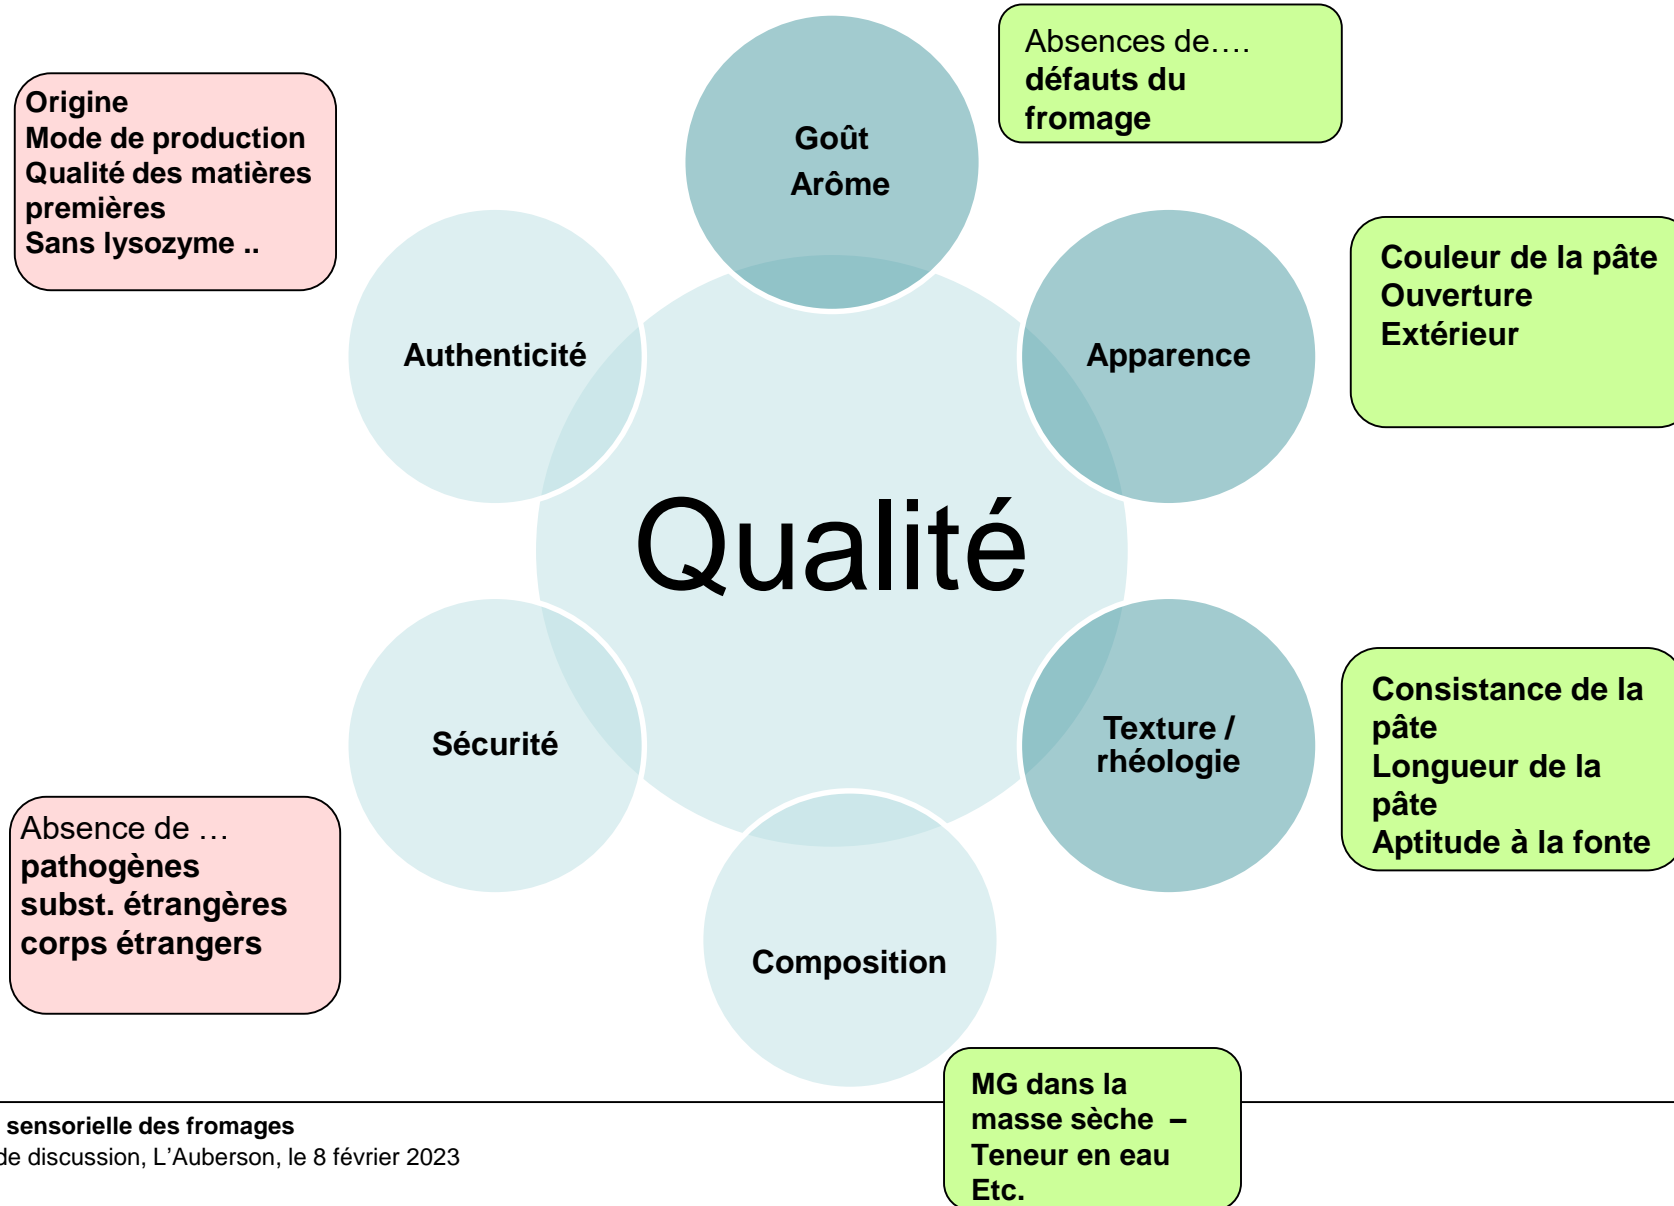 Absences de….
défauts du
fromage
Origine
Mode de production
Qualité des matières
premières
Sans lysozyme ..
Goût
Arôme
Couleur de la pâte
Ouverture
Extérieur
Authenticité
Apparence
Qualité
Consistance de la
pâte
Longueur de la
pâte
Aptitude à la fonte
Sécurité
Texture /
rhéologie
Absence de …
pathogènes
subst. étrangères
corps étrangers
Composition
MG dans la
masse sèche –
Teneur en eau
Etc.
sensorielle des fromages
de discussion, L'Auberson, le 8 février 2023